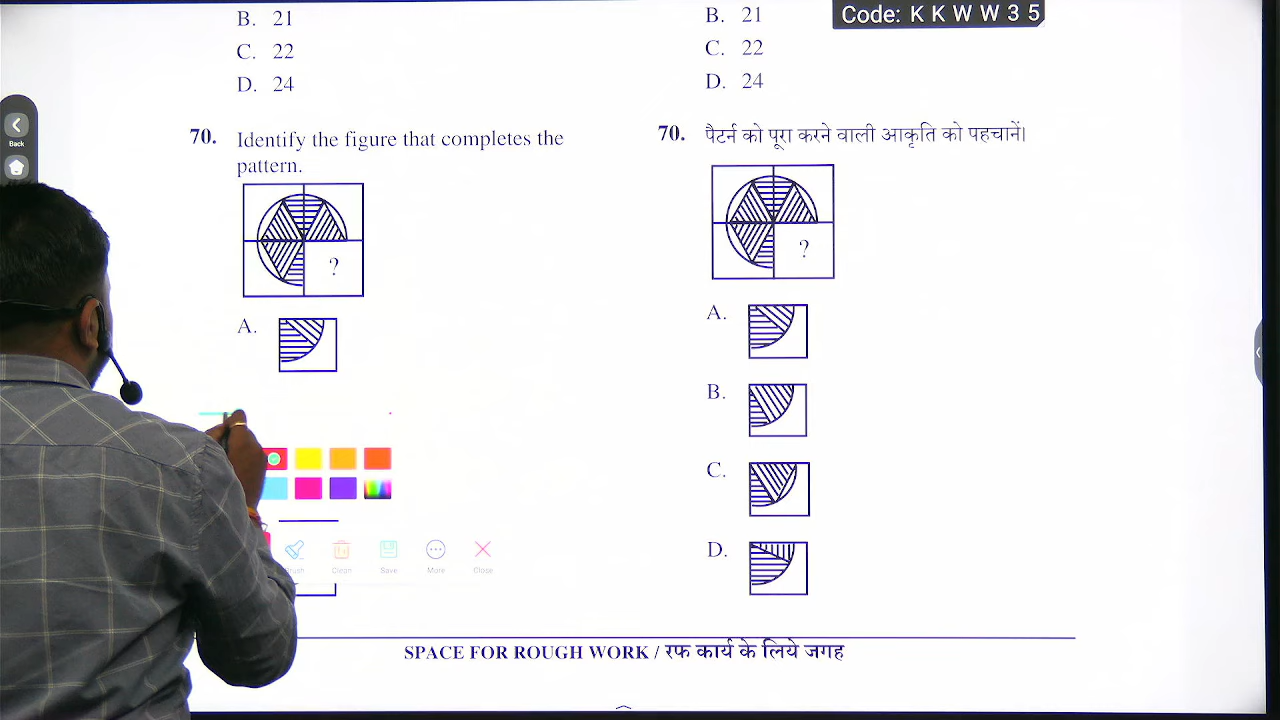 Code: K K W W 3 5
B. 21
C. 22
D. 24
70. Identify the figure that completes the
pattern.
?
A.
B. 21
C. 22
D. 24
70. पैटर्न को पूरा करने वाली आकृति को पहचानें।
?
A.
B.
C.
D.
Back
Brush
Clean
Save
More
Close
SPACE FOR ROUGH WORK / रफ कार्य के लिये जगह